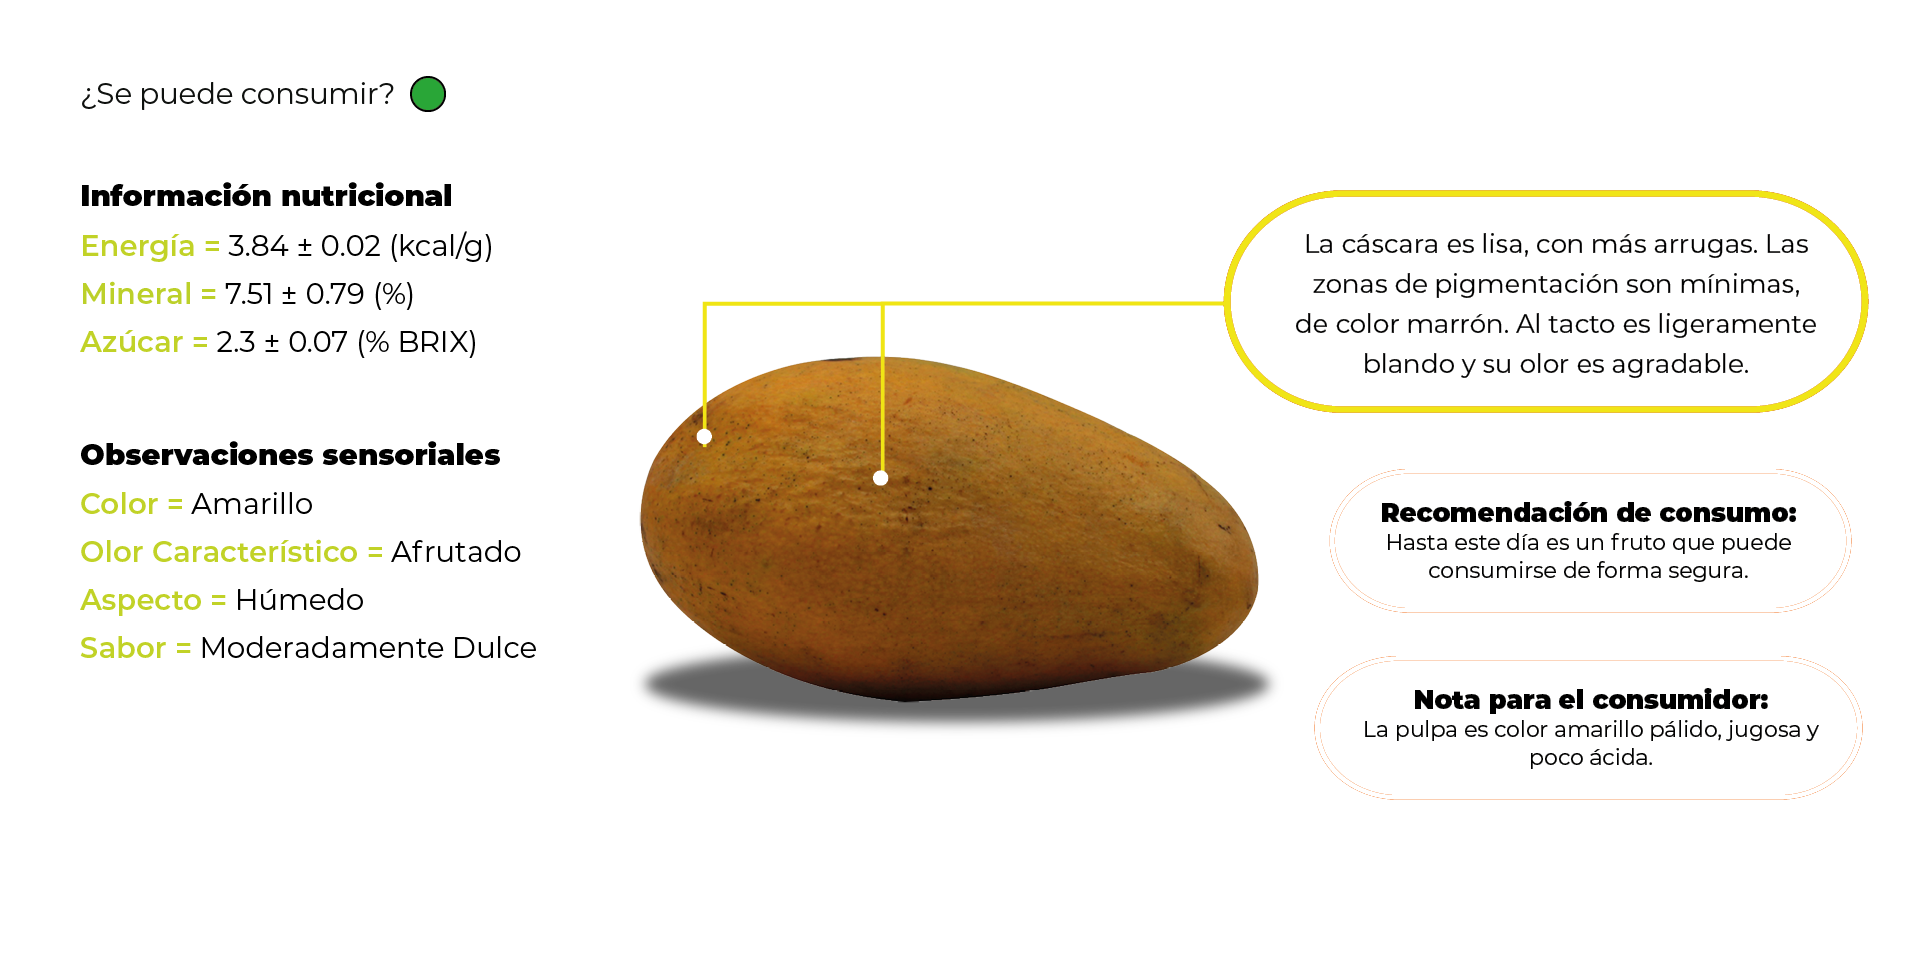 ¿Se puede consumir?
Información nutricional
Energía = 3.84 ± 0.02 (kcal/g)
Mineral = 7.51 ± 0.79 (%)
Azúcar = 2.3 ± 0.07 (% BRIX)
Observaciones sensoriales
Color = Amarillo
Olor Característico = Afrutado
Aspecto = Húmedo
Sabor = Moderadamente Dulce
La cáscara es lisa, con más arrugas. Las
zonas de pigmentación son mínimas,
de color marrón. Al tacto es ligeramente
blando y su olor es agradable.
Recomendación de consumo:
Hasta este día es un fruto que puede
consumirse de forma segura.
Nota para el consumidor:
La pulpa es color amarillo pálido, jugosa y
poco ácida.